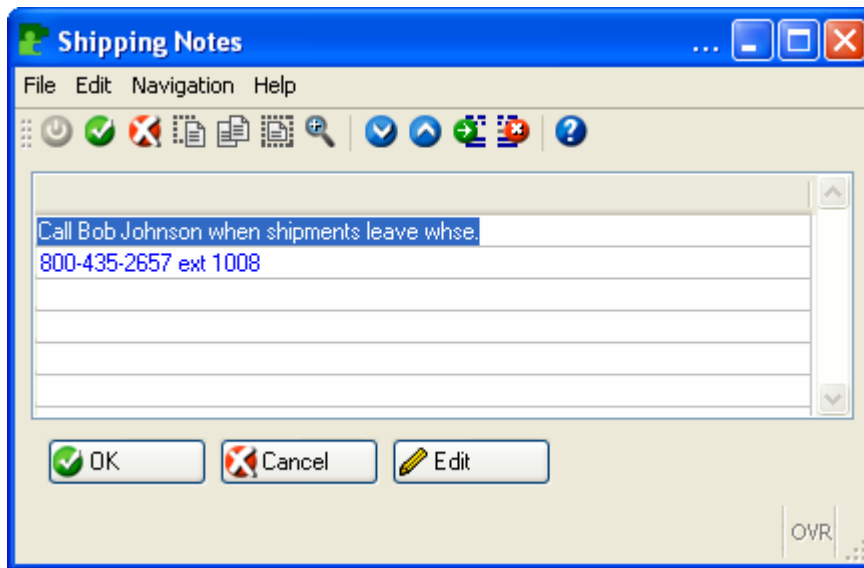 Shipping Notes ...
File Edit Navigation Help
Call Bob Johnson when shipments leave whse.
800-435-2657 ext 1008
OK Cancel Edit
OVR